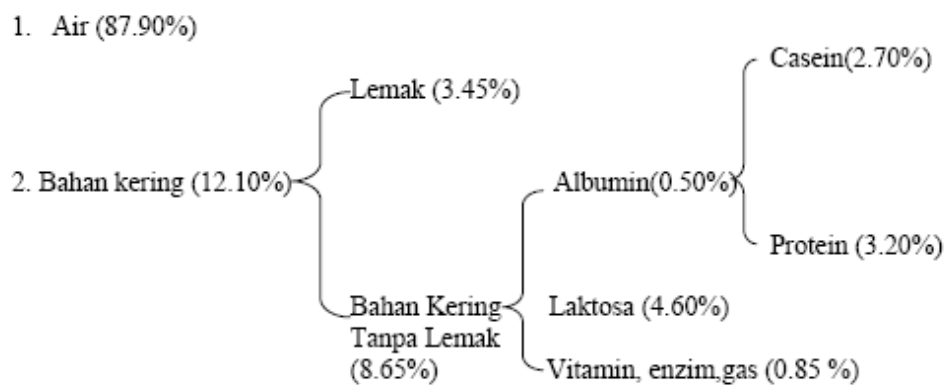 1. Air (87.90%)
Casein(2.70%)
Lemak (3.45%)
2. Bahan kering (12.10%)
Albumin(0.50%)
Protein (3.20%)
Bahan Kering
Tanpa Lemak
(8.65%)
Laktosa (4.60%)
Vitamin, enzim,gas (0.85 %)